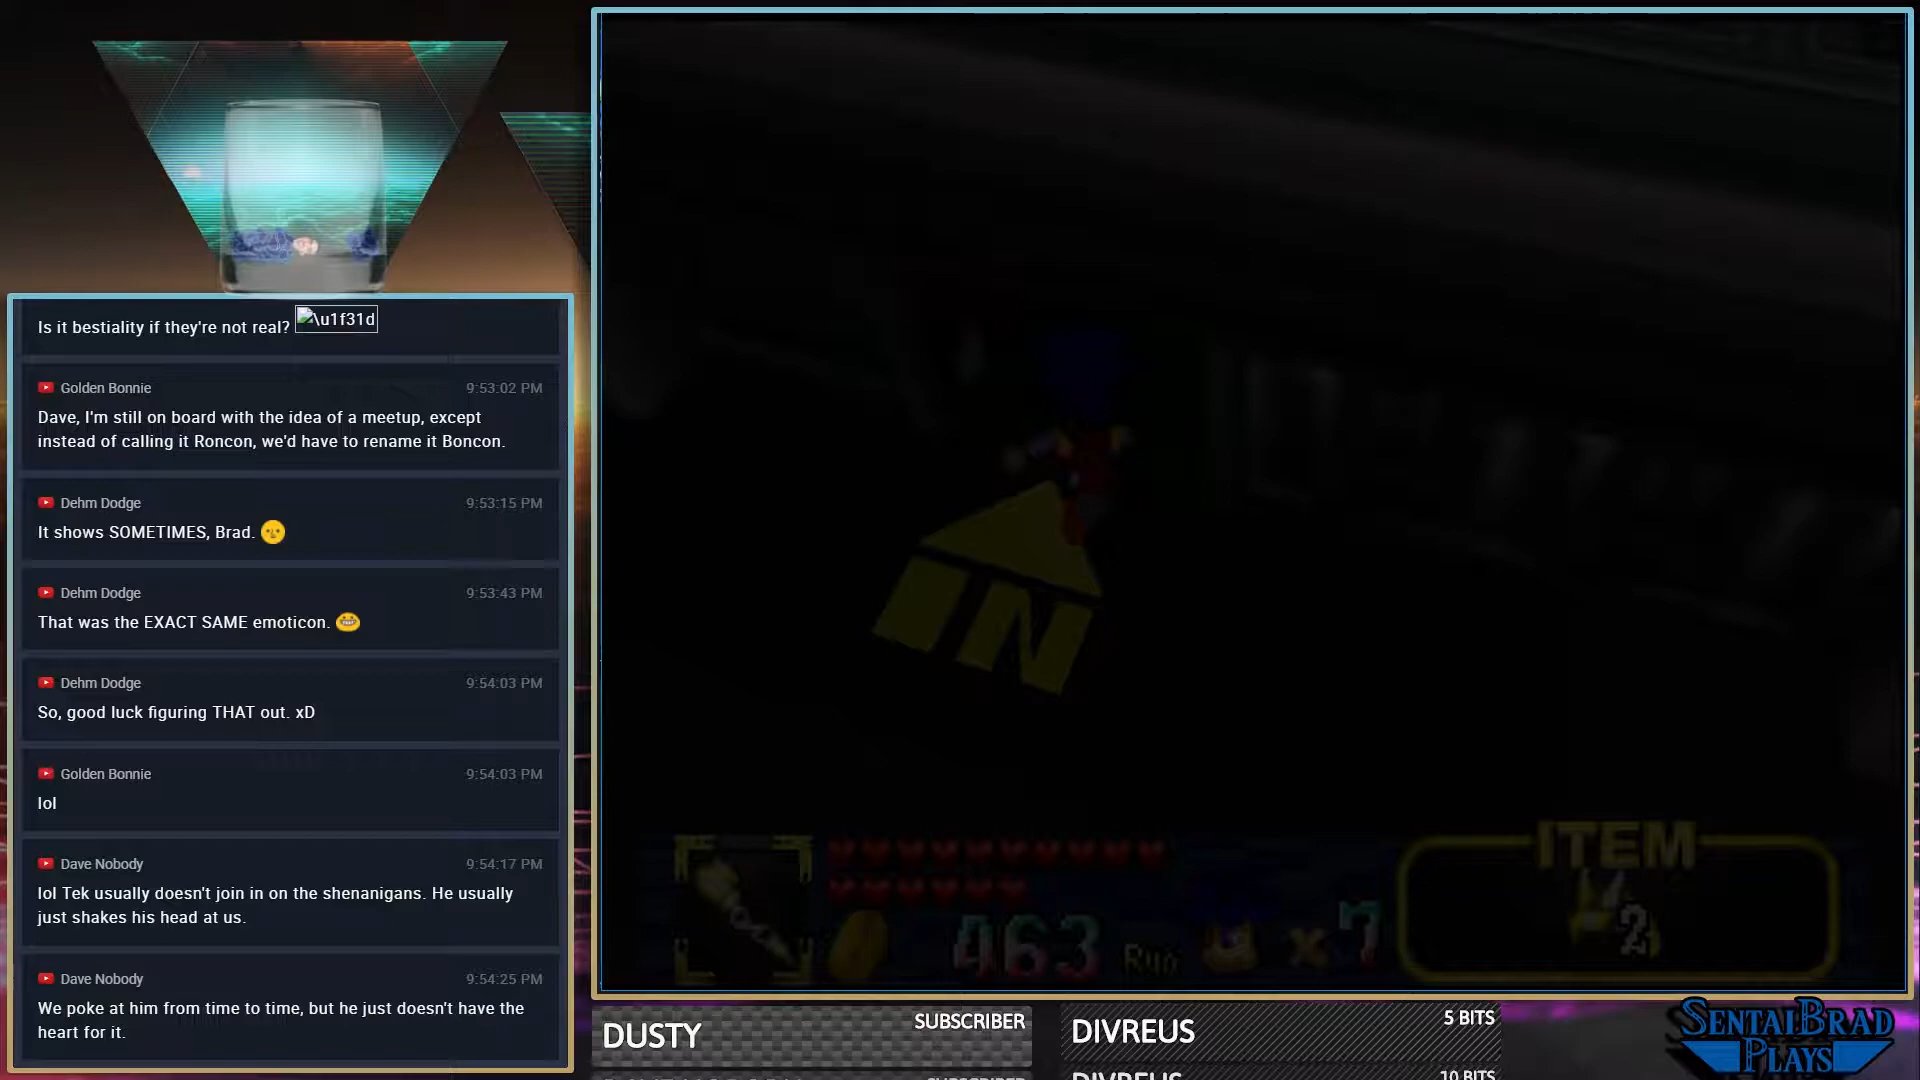 Is it bestiality if they're not real? \u1f31d
Golden Bonnie 9:53:02 PM
Dave, I'm still on board with the idea of a meetup, except
instead of calling it Roncon, we'd have to rename it Boncon.
Dehm Dodge 9:53:15 PM
It shows SOMETIMES, Brad. 🌝
Dehm Dodge 9:53:43 PM
That was the EXACT SAME emoticon. 😁
Dehm Dodge 9:54:03 PM
So, good luck figuring THAT out. xD
Golden Bonnie 9:54:03 PM
lol
Dave Nobody 9:54:17 PM
lol Tek usually doesn't join in on the shenanigans. He usually
just shakes his head at us.
Dave Nobody 9:54:25 PM
We poke at him from time to time, but he just doesn't have the
heart for it.
IN
ITEM
463 Ryo x7
2
DUSTY SUBSCRIBER
DIVREUS 5 BITS
SUBSCRIBER
DIVREUS 10 BITS
SENTAIBRAD
PLAYS